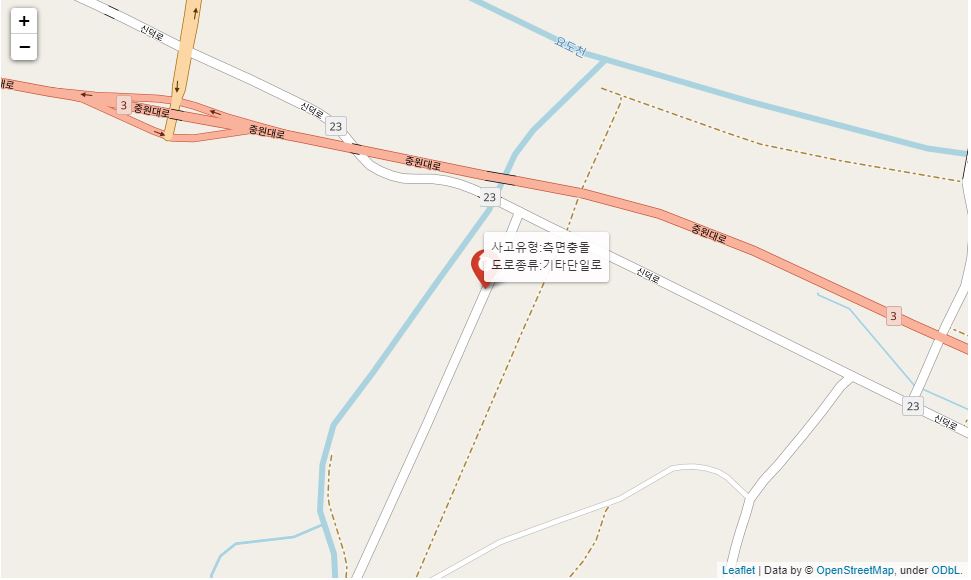 +
−
신덕로
요도천
대로
3
중원대로
신덕로
23
중원대로
중원대로
23
중원대로
사고유형:측면충돌
도로종류:기타단일로
신덕로
3
23
신덕로
Leaflet | Data by © OpenStreetMap, under ODbL.